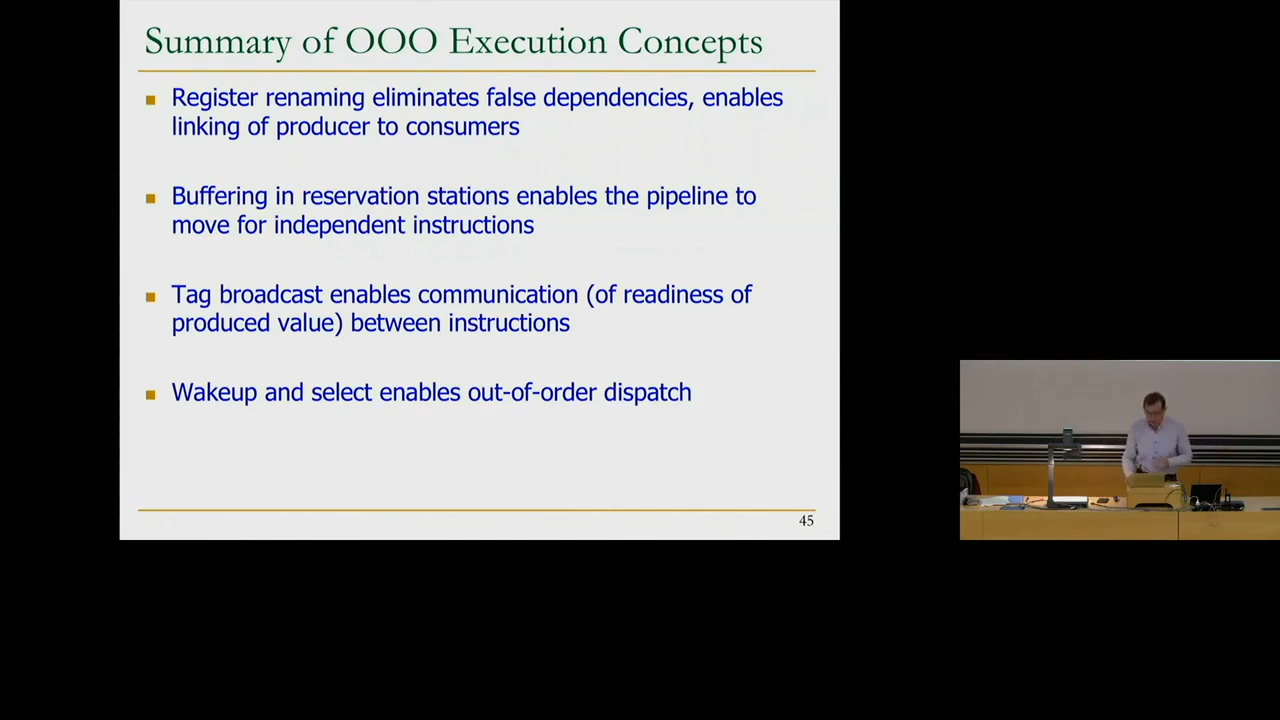 Summary of OOO Execution Concepts
Register renaming eliminates false dependencies, enables
linking of producer to consumers
Buffering in reservation stations enables the pipeline to
move for independent instructions
Tag broadcast enables communication (of readiness of
produced value) between instructions
Wakeup and select enables out-of-order dispatch
45